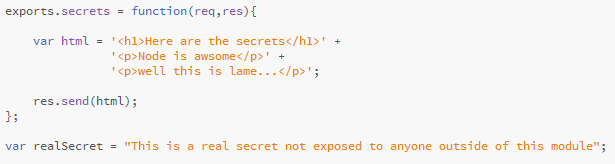 exports.secrets = function(req,res){
var html = '<h1>Here are the secrets</h1>' +
'<p>Node is awsome</p>' +
'<p>well this is lame...</p>';
res.send(html);
};
var realSecret = "This is a real secret not exposed to anyone outside of this module";